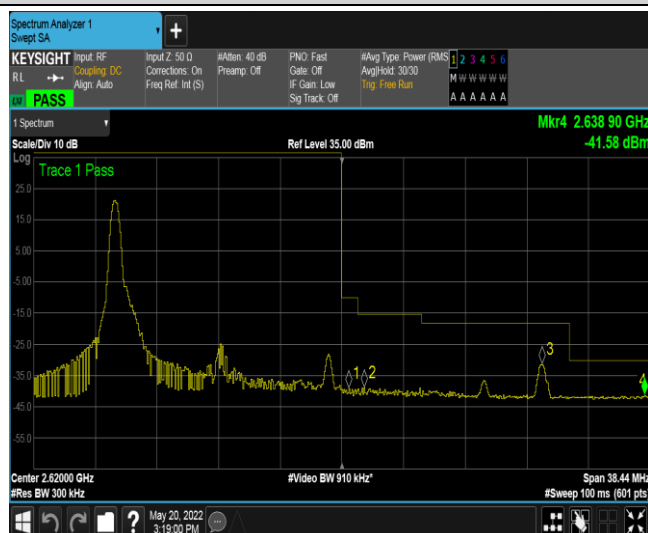 Spectrum Analyzer 1
Swept SA
KEYSIGHT
RL
PASS
Input: RF
Coupling: DC
Align: Auto
Input Z: 50 Ω
Corrections: On
Freq Ref: Int (S)
#Atten: 40 dB
Preamp: Off
PNO: Fast
Gate: Off
IF Gain: Low
Sig Track: Off
#Avg Type: Power (RMS
Avg|Hold: 30/30
Trig: Free Run
1 2 3 4 5 6
M W W W W W
A A A A A A
1 Spectrum
Scale/Div 10 dB
Ref Level 35.00 dBm
Mkr4 2.638 90 GHz
-41.58 dBm
Log
Trace 1 Pass
25.0
15.0
5.00
-5.00
-15.0
-25.0
-35.0
-45.0
-55.0
1
2
3
4
Center 2.62000 GHz
#Res BW 300 kHz
#Video BW 910 kHz*
Span 38.44 MHz
#Sweep 100 ms (601 pts)
?
May 20, 2022
3:19:00 PM